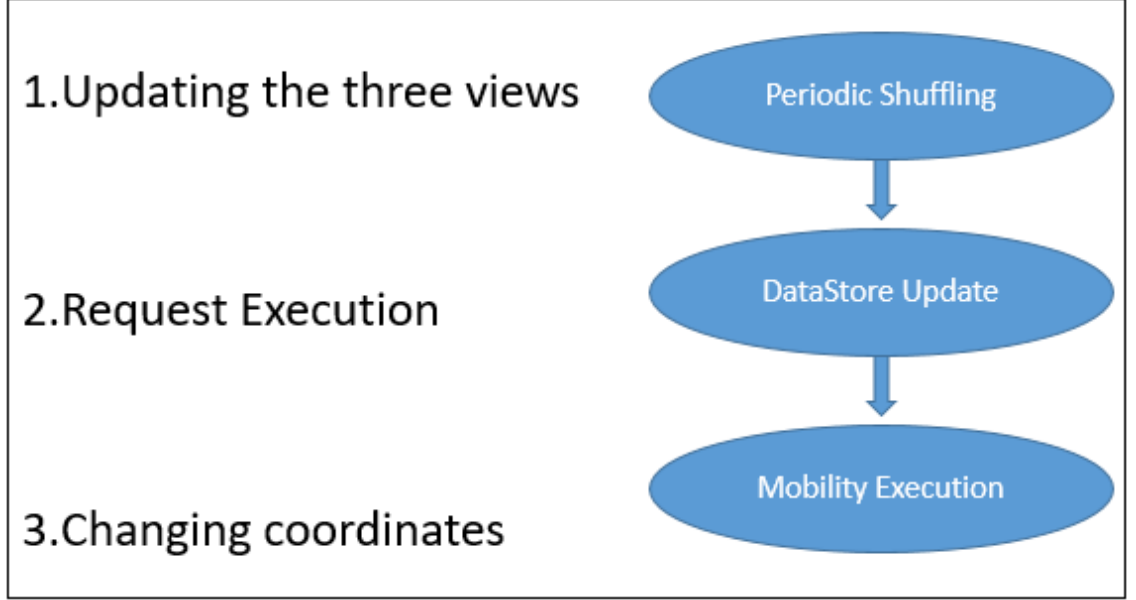 1.Updating the three views
Periodic Shuffling
2.Request Execution
DataStore Update
3.Changing coordinates
Mobility Execution